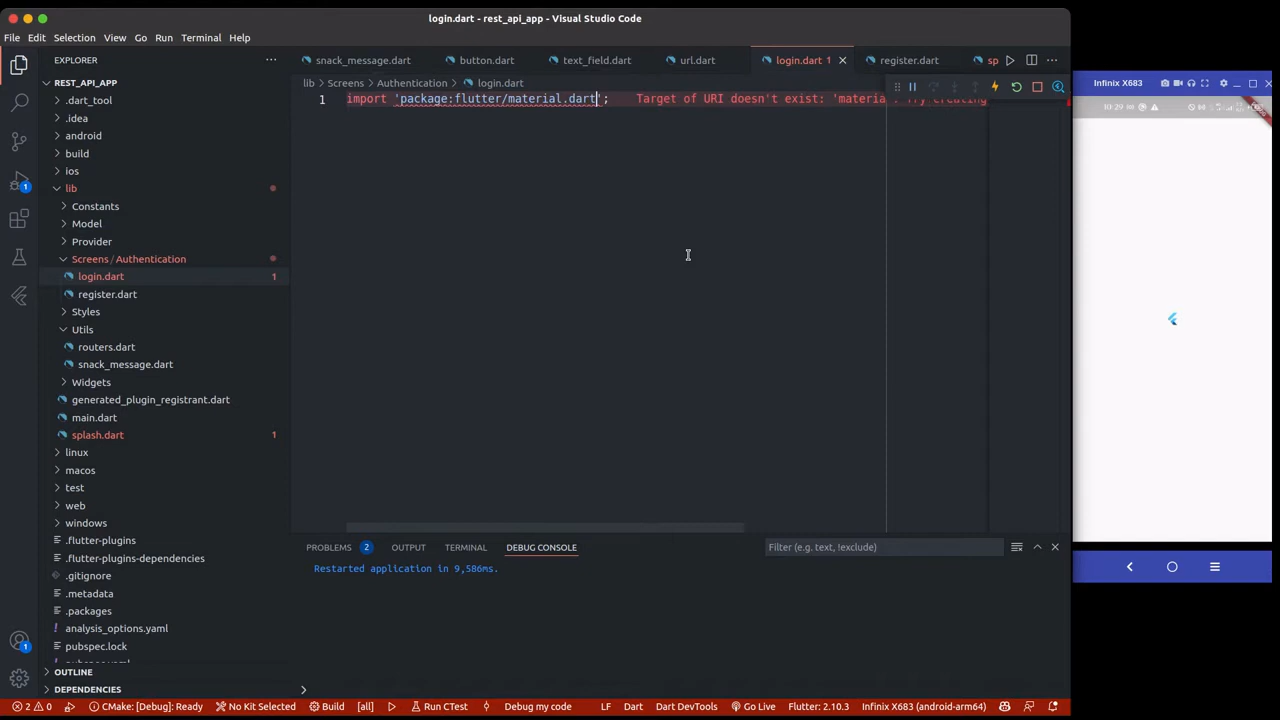 login.dart - rest_api_app - Visual Studio Code
File Edit Selection View Go Run Terminal Help
EXPLORER
snack_message.dart button.dart text_field.dart url.dart login.dart 1 register.dart sp
REST_API_APP
lib Screens Authentication login.dart
1 import 'package:flutter/material.dart'; Target of URI doesn't exist: 'materia
.dart_tool
.idea
android
build
ios
lib
Constants
Model
Provider
Screens / Authentication
login.dart 1
register.dart
Styles
Utils
routers.dart
snack_message.dart
Widgets
generated_plugin_registrant.dart
main.dart
splash.dart 1
linux
macos
test
web
windows
.flutter-plugins
.flutter-plugins-dependencies
.gitignore
.metadata
.packages
analysis_options.yaml
pubspec.lock
OUTLINE
DEPENDENCIES
PROBLEMS 2 OUTPUT TERMINAL DEBUG CONSOLE Filter (e.g. text, !exclude)
Restarted application in 9,586ms.
2 0 CMake: [Debug]: Ready No Kit Selected Build [all] Run CTest Debug my code LF Dart Dart DevTools Go Live Flutter: 2.10.3 Infinix X683 (android-arm64)
Infinix X683
10:29